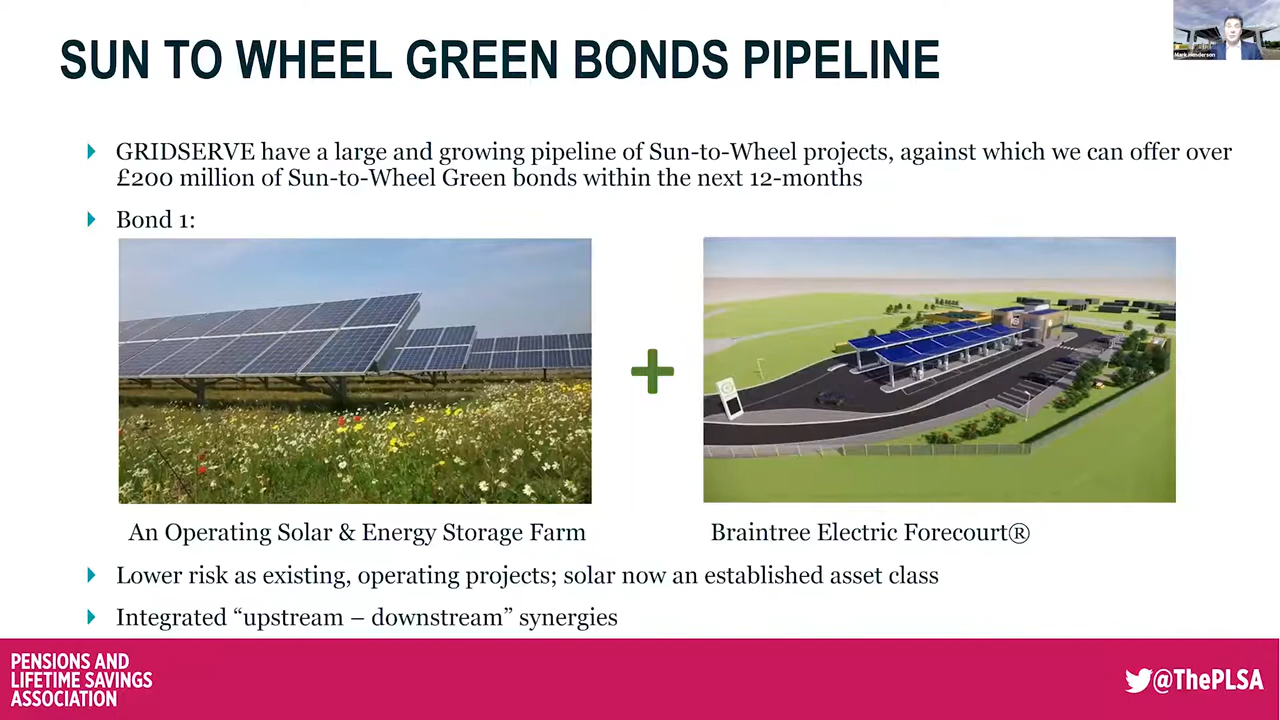 SUN TO WHEEL GREEN BONDS PIPELINE
Mark Henderson
GRIDSERVE have a large and growing pipeline of Sun-to-Wheel projects, against which we can offer over
£200 million of Sun-to-Wheel Green bonds within the next 12-months
Bond 1:
An Operating Solar & Energy Storage Farm
Braintree Electric Forecourt®
Lower risk as existing, operating projects; solar now an established asset class
Integrated “upstream – downstream” synergies
PENSIONS AND
LIFETIME SAVINGS
ASSOCIATION
@ThePLSA